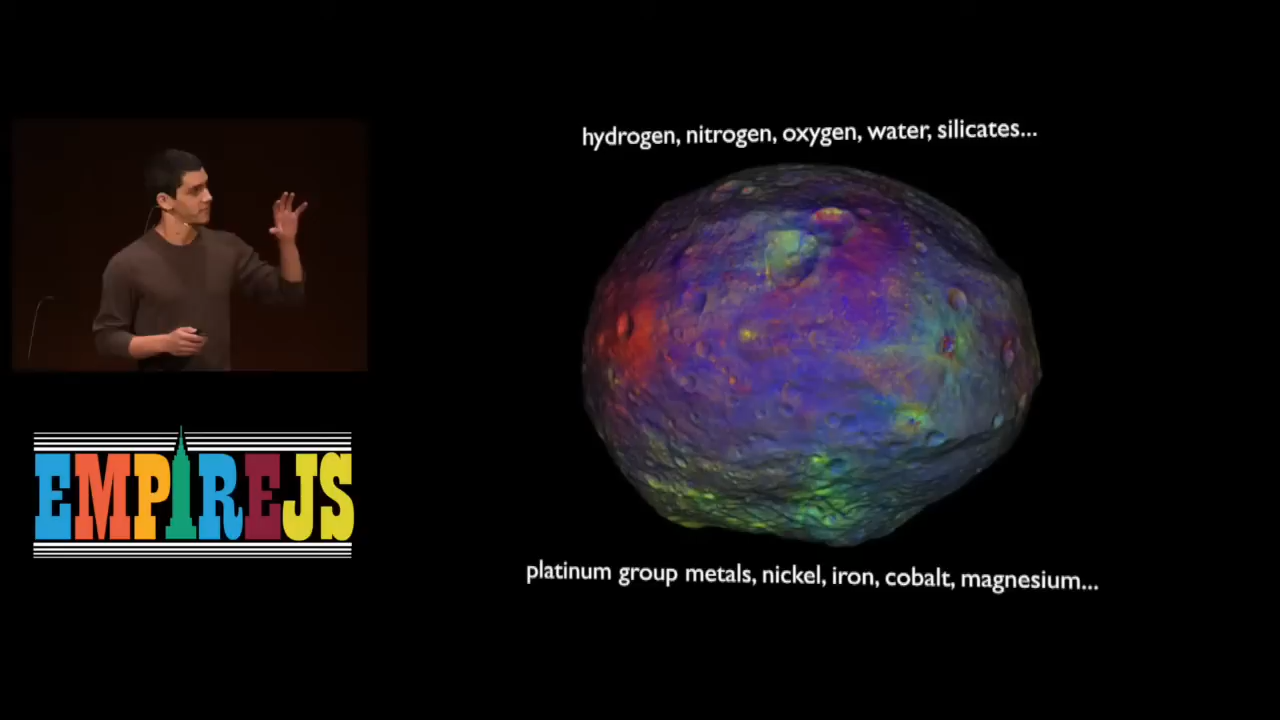 hydrogen, nitrogen, oxygen, water, silicates...
EMPIREJS
platinum group metals, nickel, iron, cobalt, magnesium...